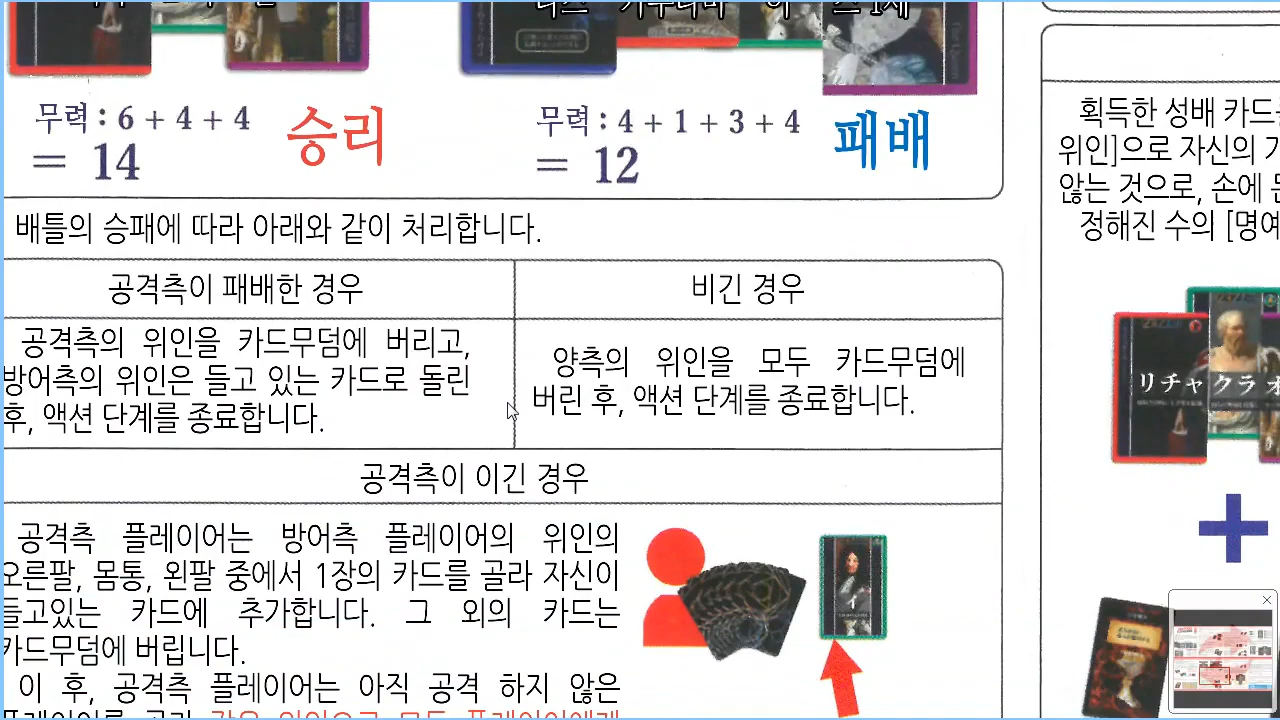 무력 : 6 + 4 + 4
= 14
승리
무력 : 4 + 1 + 3 + 4
= 12
패배
배틀의 승패에 따라 아래와 같이 처리합니다.
공격측이 패배한 경우
공격측의 위인을 카드무덤에 버리고,
방어측의 위인은 들고 있는 카드로 돌린
후, 액션 단계를 종료합니다.
비긴 경우
양측의 위인을 모두 카드무덤에
버린 후, 액션 단계를 종료합니다.
공격측이 이긴 경우
공격측 플레이어는 방어측 플레이어의 위인의
오른팔, 몸통, 왼팔 중에서 1장의 카드를 골라 자신이
들고있는 카드에 추가합니다. 그 외의 카드는
카드무덤에 버립니다.
이 후, 공격측 플레이어는 아직 공격 하지 않은
획득한 성배
위인]으로 자신의
않는 것으로, 손에
정해진 수의 [명예
リチャ クラ オ